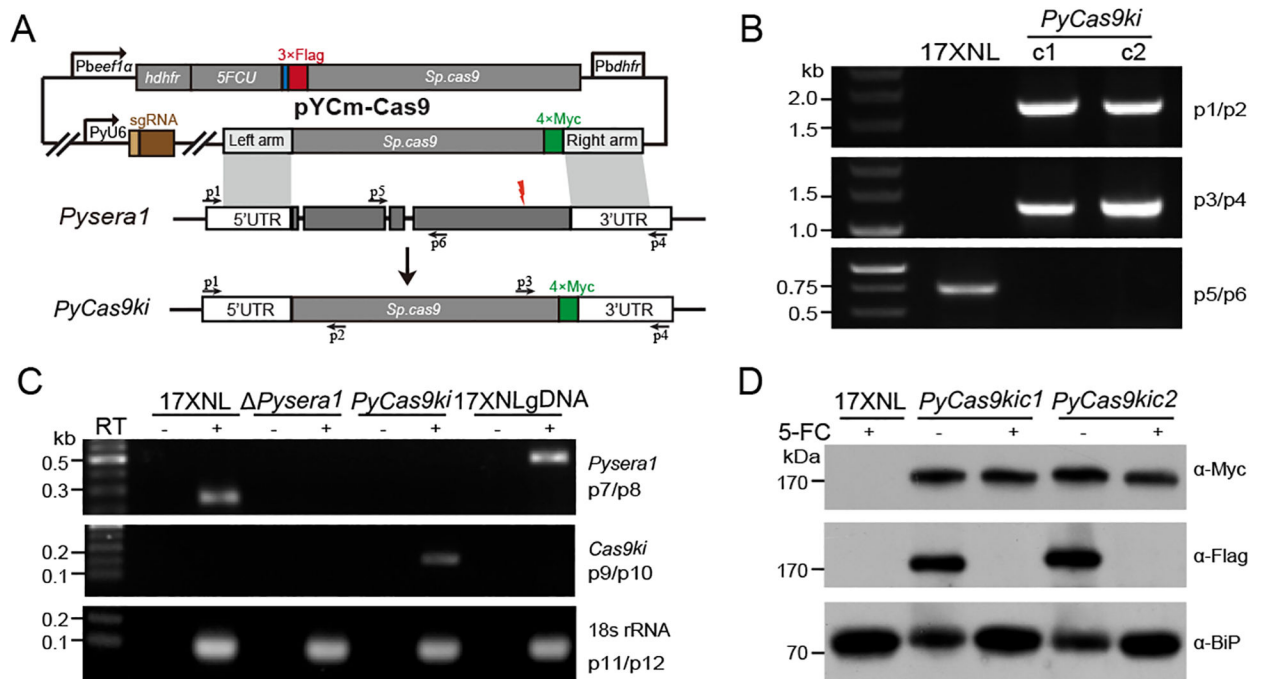 A
Pbeef1α
3×Flag
Pbdhfr
hdhfr
5FCU
Sp.cas9
pYCm-Cas9
PyU6
sgRNA
4×Myc
Left arm
Sp.cas9
Right arm
p1
p5
Pysera1
5'UTR
3'UTR
p6
p4
p1
p3
4×Myc
PyCas9ki
5'UTR
Sp.cas9
3'UTR
p2
p4
B
PyCas9ki
17XNL
c1
c2
kb
2.0
1.5
p1/p2
1.5
1.0
p3/p4
0.75
0.5
p5/p6
C
17XNL ΔPysera1 PyCas9ki 17XNLgDNA
RT - + - + - + - +
kb
0.5
0.3
Pysera1
p7/p8
0.2
0.1
Cas9ki
p9/p10
0.2
0.1
18s rRNA
p11/p12
D
17XNL PyCas9kic1 PyCas9kic2
5-FC + - + - +
kDa
170
α-Myc
170
α-Flag
70
α-BiP